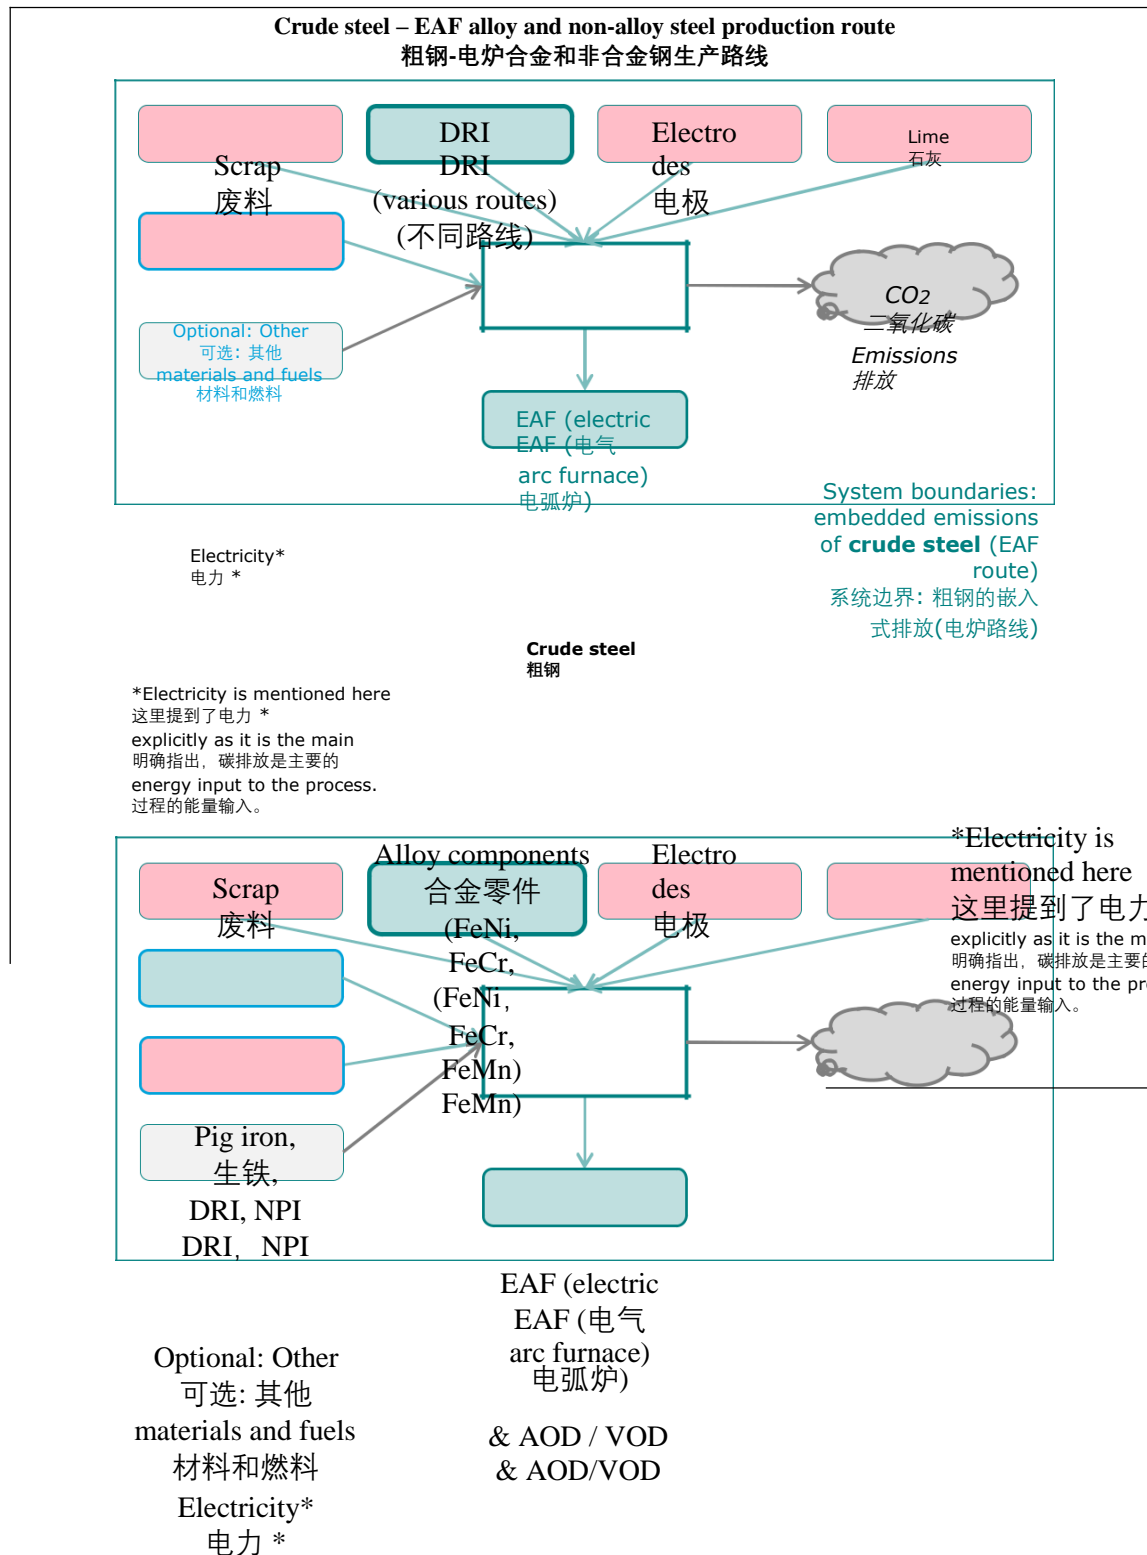 Crude steel – EAF alloy and non-alloy steel production route
粗钢-电炉合金和非合金钢生产路线
Scrap
废料
DRI
DRI
(various routes)
(不同路线)
Electro
des
电极
Lime
石灰
CO2
二氧化碳
Emissions
排放
Optional: Other
可选: 其他
materials and fuels
材料和燃料
EAF (electric
EAF (电气
arc furnace)
电弧炉)
System boundaries:
embedded emissions
of crude steel (EAF
route)
系统边界: 粗钢的嵌入
式排放(电炉路线)
Electricity*
电力 *
Crude steel
粗钢
*Electricity is mentioned here
这里提到了电力 *
explicitly as it is the main
明确指出，碳排放是主要的
energy input to the process.
过程的能量输入。
Scrap
废料
Alloy components
合金零件
(FeNi,
FeCr,
(FeNi，
FeCr,
FeMn)
FeMn)
Electro
des
电极
*Electricity is
mentioned here
这里提到了电力
explicitly as it is the m
明确指出，碳排放是主要的
energy input to the pr
过程的能量输入。
Pig iron,
生铁,
DRI, NPI
DRI，NPI
EAF (electric
EAF (电气
arc furnace)
电弧炉)
& AOD / VOD
& AOD/VOD
Optional: Other
可选: 其他
materials and fuels
材料和燃料
Electricity*
电力 *